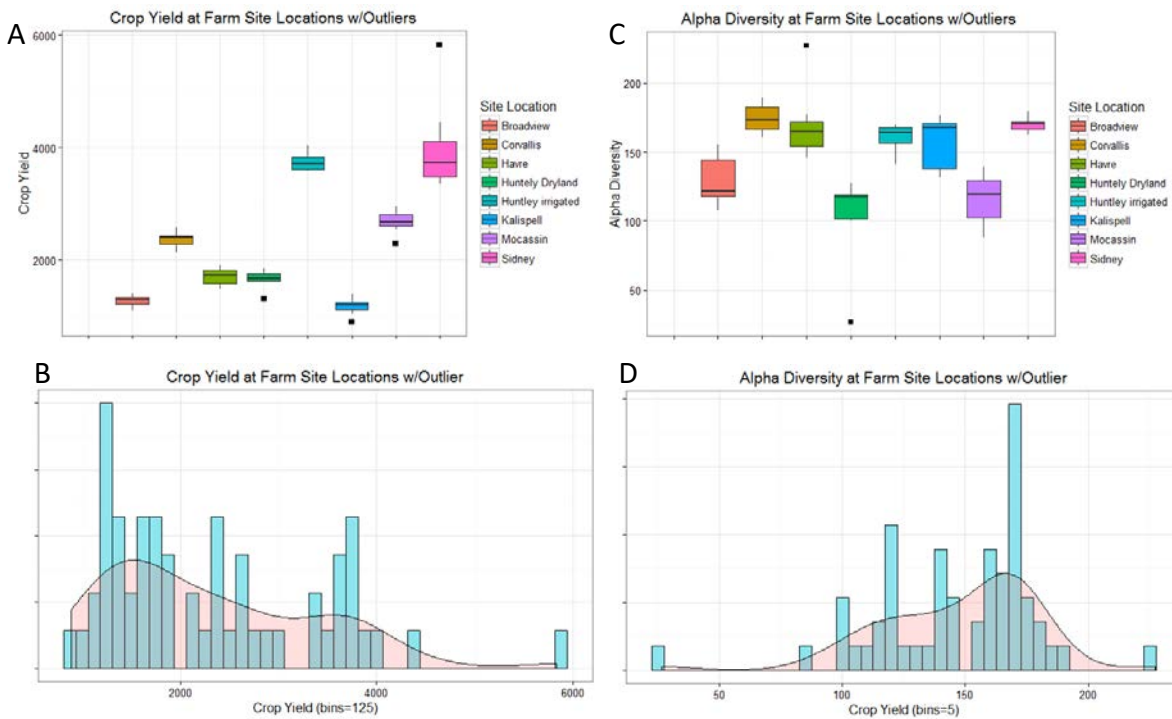 A
Crop Yield at Farm Site Locations w/Outliers
6000
4000
2000
Crop Yield
Site Location
Broadview
Corvallis
Havre
Huntely Dryland
Huntley irrigated
Kalispell
Mocassin
Sidney
C
Alpha Diversity at Farm Site Locations w/Outliers
200
150
100
50
Alpha Diversity
Site Location
Broadview
Corvallis
Havre
Huntely Dryland
Huntley irrigated
Kalispell
Mocassin
Sidney
B
Crop Yield at Farm Site Locations w/Outlier
2000 4000 6000
Crop Yield (bins=125)
D
Alpha Diversity at Farm Site Locations w/Outlier
50 100 150 200
Crop Yield (bins=5)